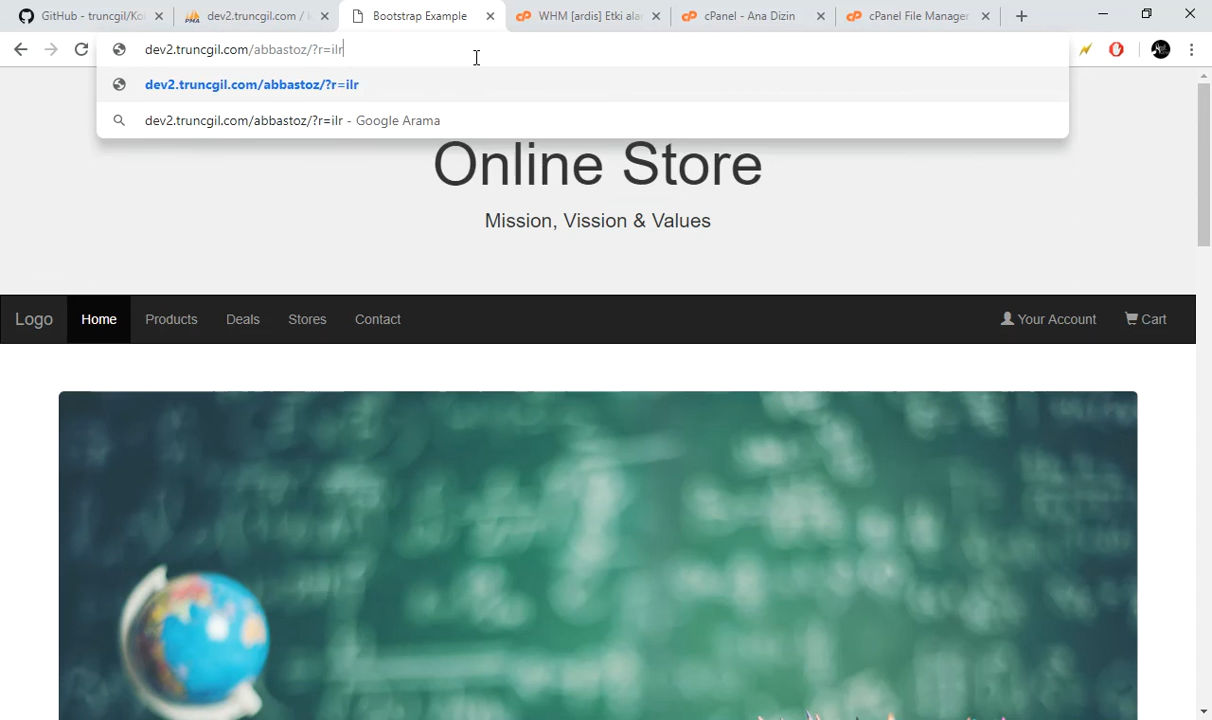 GitHub - truncgil/Kol
dev2.truncgil.com /
Bootstrap Example
WHM [ardis] Etki ala
cPanel - Ana Dizin
cPanel File Manager
dev2.truncgil.com/abbastoz/?r=ilr
dev2.truncgil.com/abbastoz/?r=ilr
dev2.truncgil.com/abbastoz/?r=ilr - Google Arama
Online Store
Mission, Vission & Values
Logo
Home
Products
Deals
Stores
Contact
Your Account
Cart